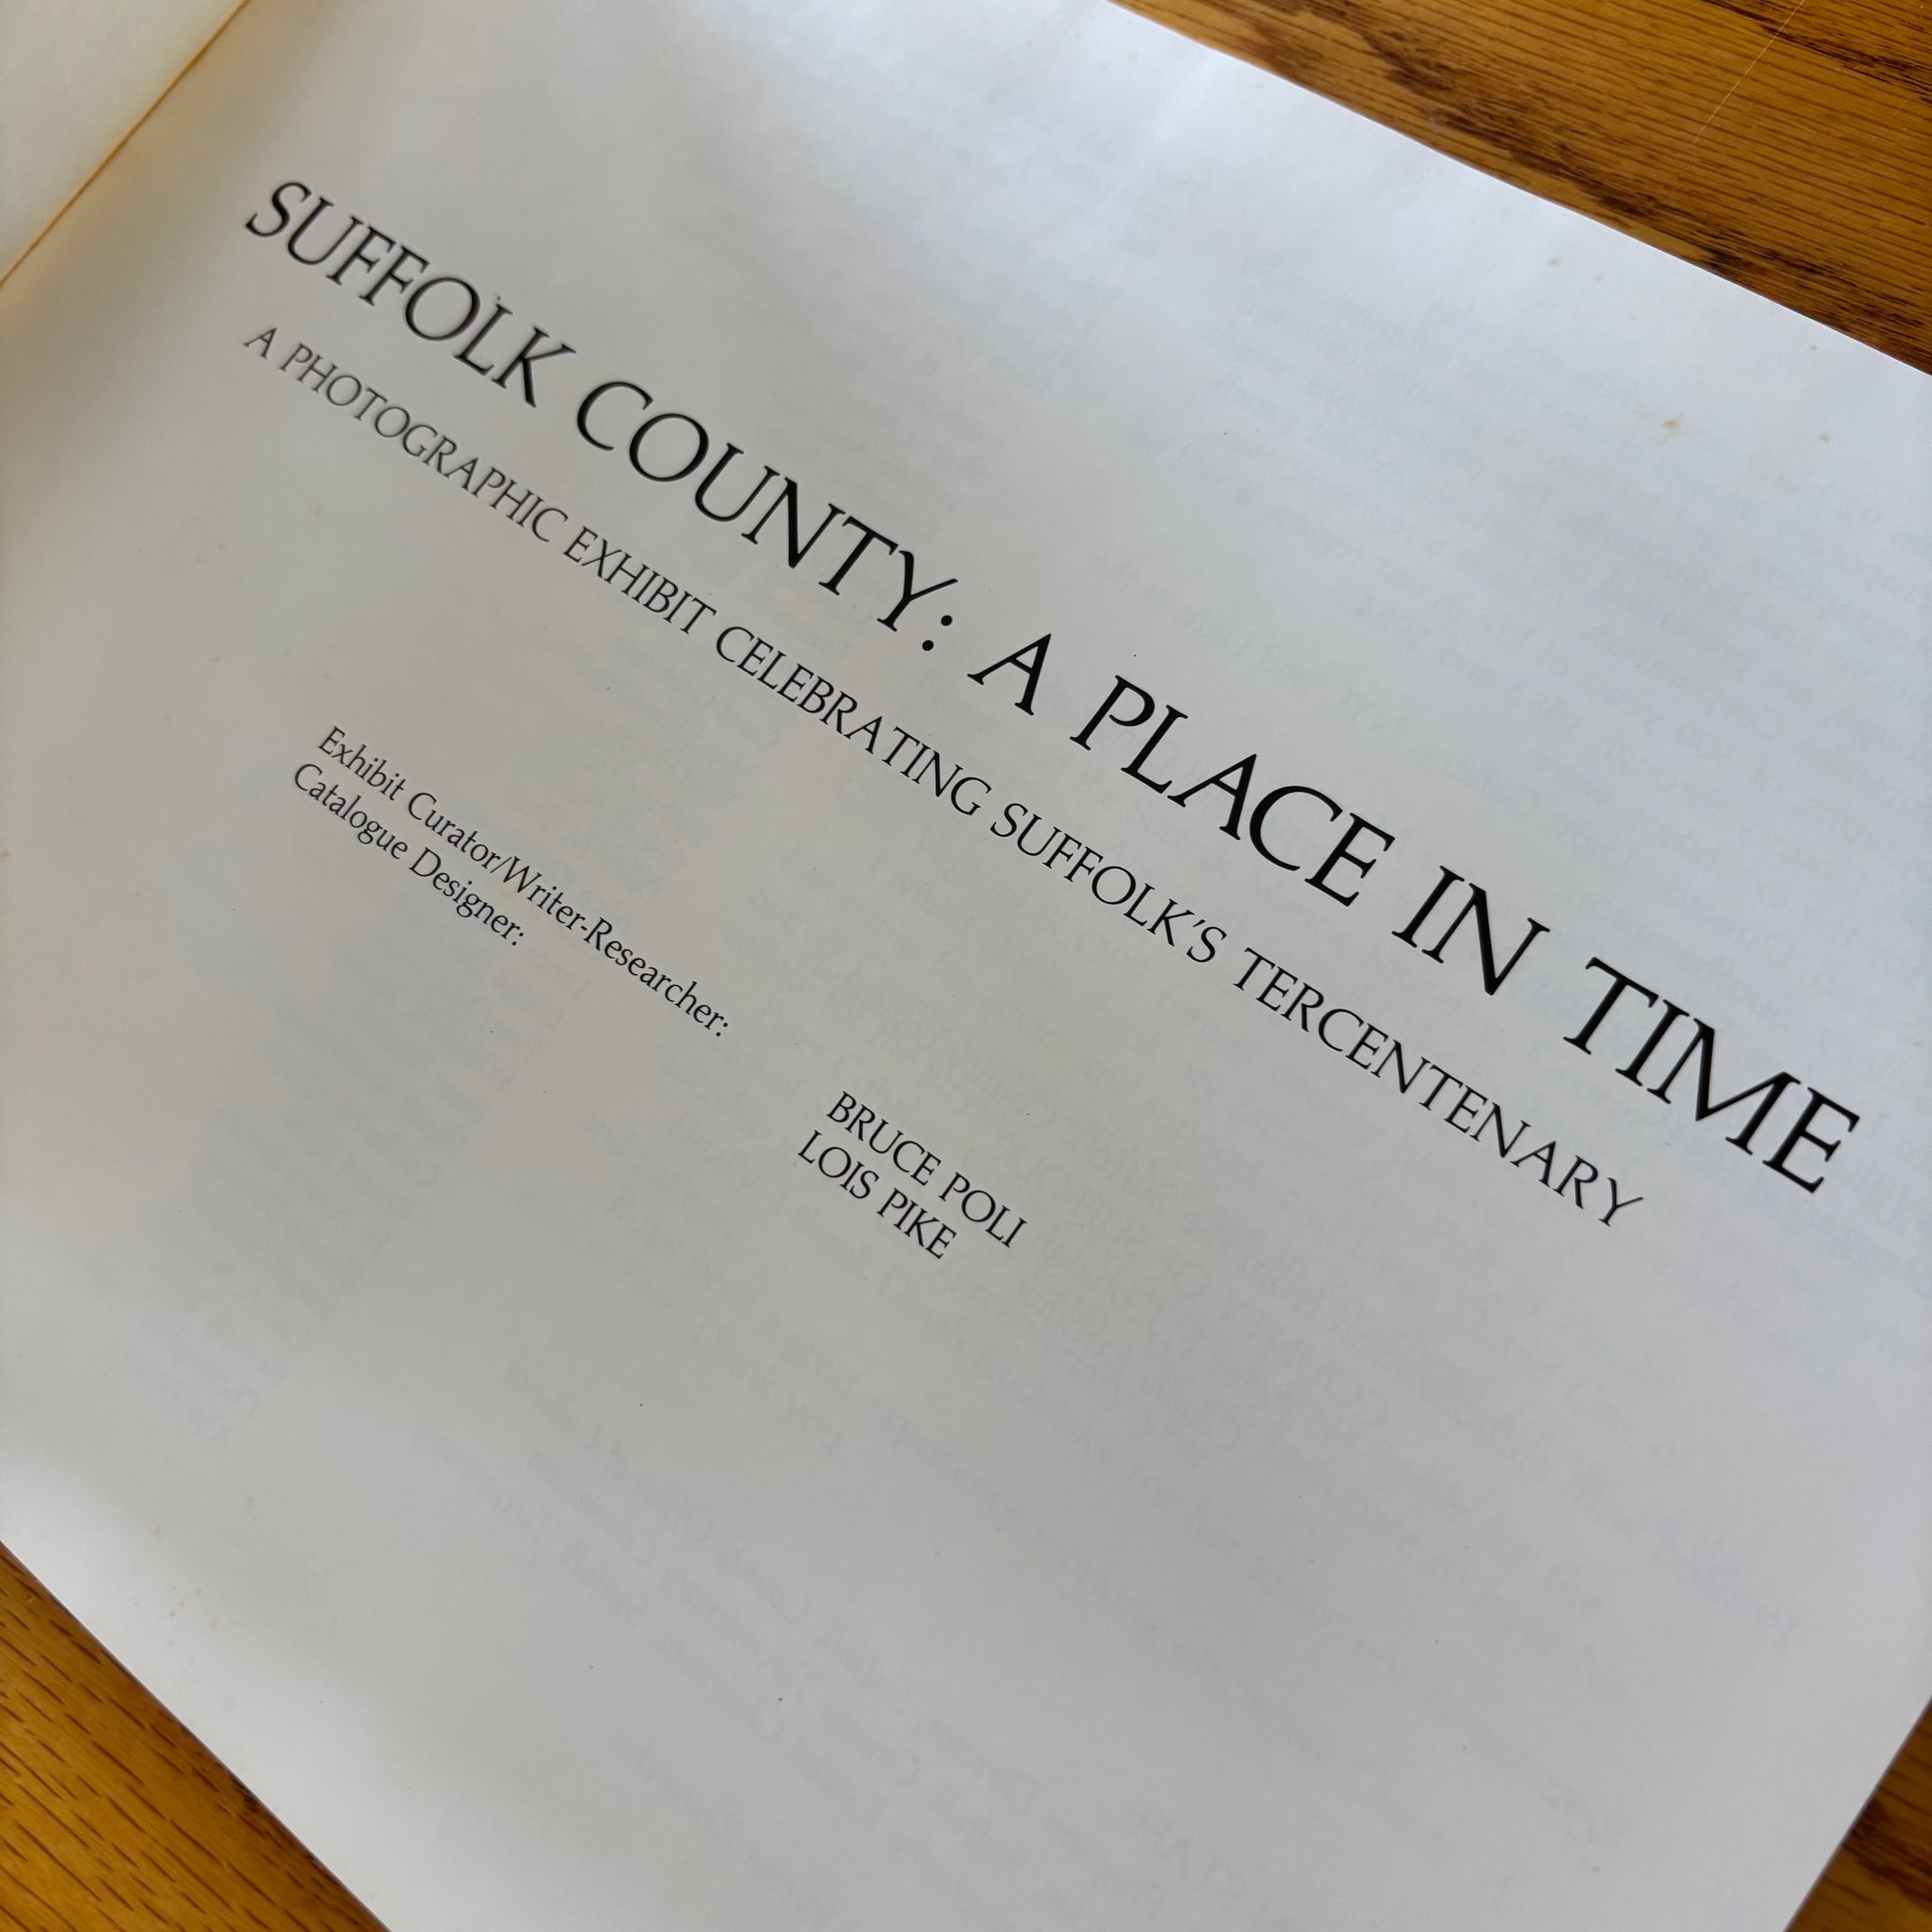 SUFFOLK COUNTY: A PLACE IN TIME
A PHOTOGRAPHIC EXHIBIT CELEBRATING SUFFOLK'S TERCENTENARY
Exhibit Curator/Writer-Researcher:
Catalogue Designer:
BRUCE POLI
LOIS PIKE